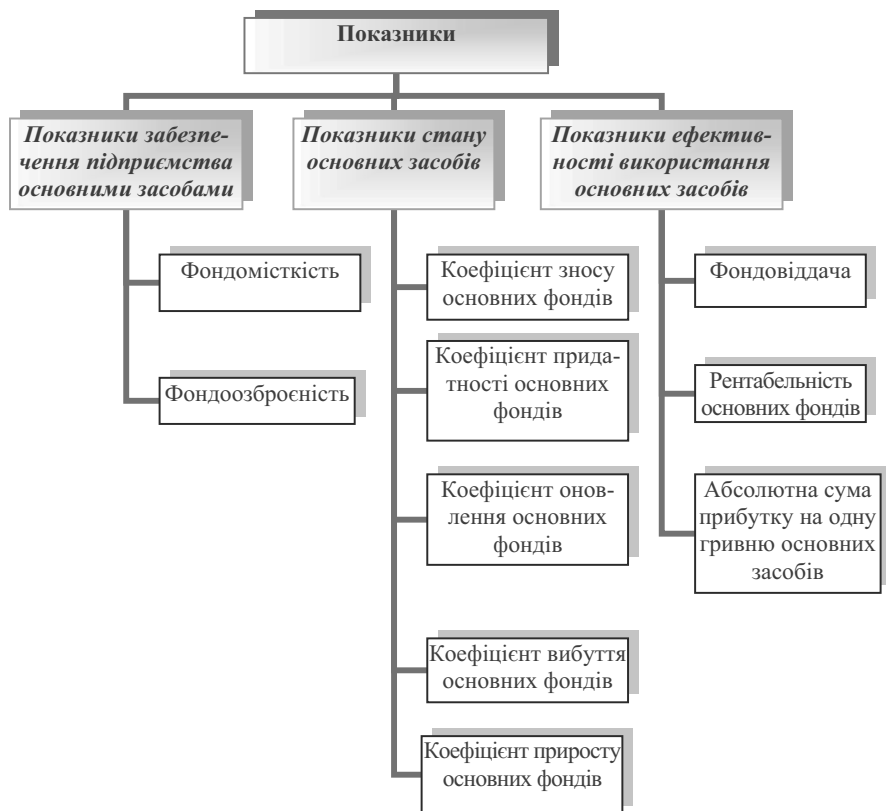 Показники
Показники забезпе-
чення підприємства
основними засобами
Показники стану
основних засобів
Показники ефектив-
ності використання
основних засобів
Фондомісткість
Фондоозброєність
Коефіцієнт зносу
основних фондів
Коефіцієнт прида-
тності основних
фондів
Коефіцієнт онов-
лення основних
фондів
Коефіцієнт вибуття
основних фондів
Коефіцієнт приросту
основних фондів
Фондовіддача
Рентабельність
основних фондів
Абсолютна сума
прибутку на одну
гривню основних
засобів